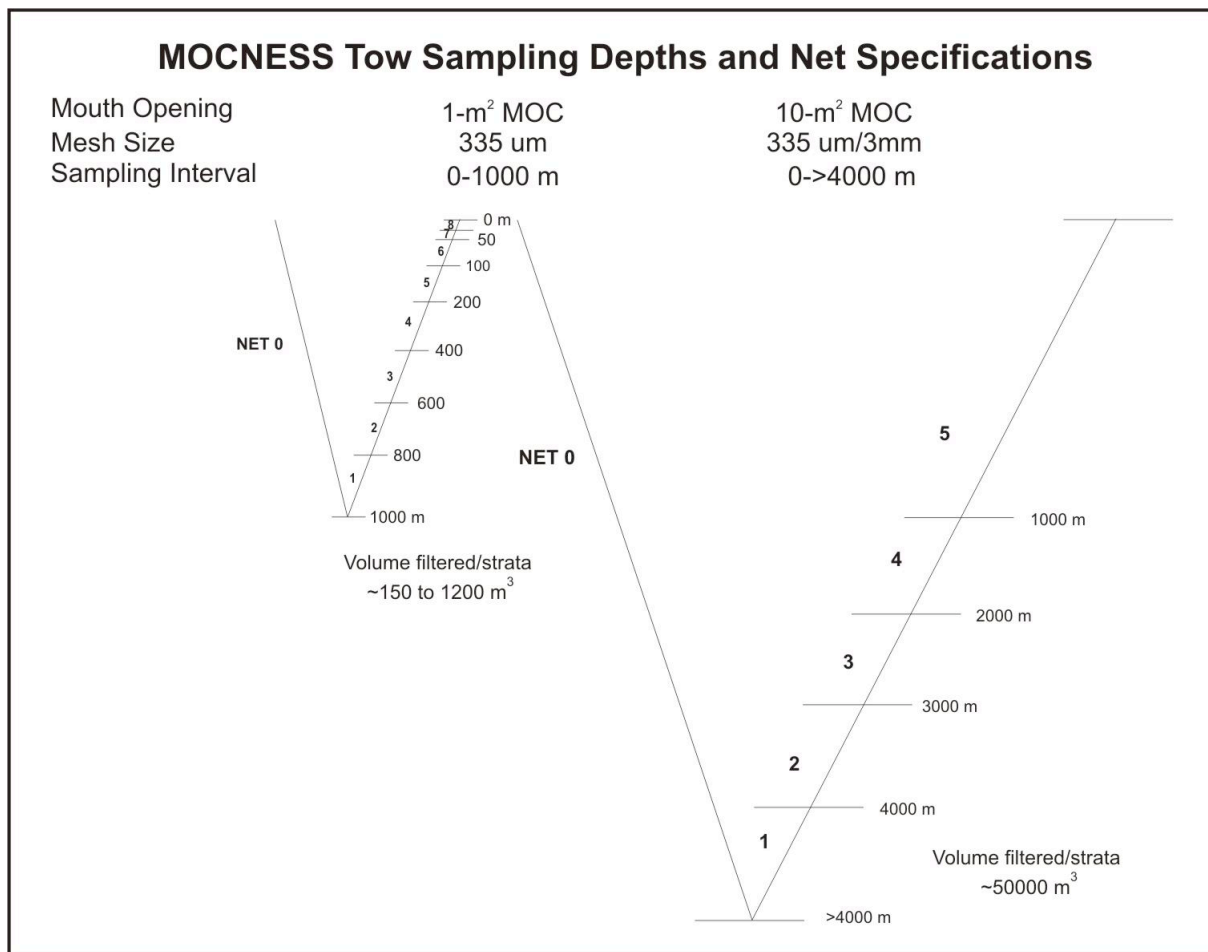 MOCNESS Tow Sampling Depths and Net Specifications
Mouth Opening 1-m² MOC 10-m² MOC
Mesh Size 335 um 335 um/3mm
Sampling Interval 0-1000 m 0->4000 m
8 0 m
7 50
6 100
5 200
4 400
NET 0
3 600
2 800
1 1000 m
Volume filtered/strata
~150 to 1200 m³
NET 0
5
1000 m
4
2000 m
3
3000 m
2
4000 m
1
>4000 m
Volume filtered/strata
~50000 m³